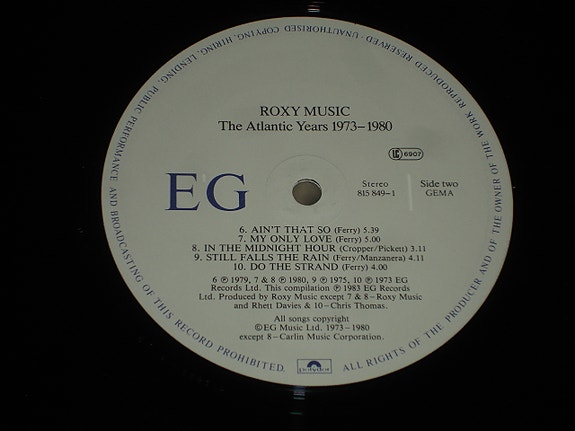 ROXY MUSIC
The Atlantic Years 1973–1980
LC 6907
EG
Stereo
815 849-1
Side two
GEMA
6. AIN'T THAT SO (Ferry) 5.39
7. MY ONLY LOVE (Ferry) 5.00
8. IN THE MIDNIGHT HOUR (Cropper/Pickett) 3.11
9. STILL FALLS THE RAIN (Ferry/Manzanera) 4.11
10. DO THE STRAND (Ferry) 4.00
6 ℗ 1979, 7 & 8 ℗ 1980, 9 ℗ 1975, 10 ℗ 1973 EG
Records Ltd. This compilation ℗ 1983 EG Records
Ltd. Produced by Roxy Music except 7 & 8–Roxy Music
and Rhett Davies & 10–Chris Thomas.
All songs copyright
© EG Music Ltd. 1973–1980
except 8–Carlin Music Corporation.
polydor
ALL RIGHTS OF THE PRODUCER AND OF THE OWNER OF THE WORK REPRODUCED RESERVED · UNAUTHORISED COPYING, HIRING, LENDING, PUBLIC PERFORMANCE AND BROADCASTING OF THIS RECORD PROHIBITED.